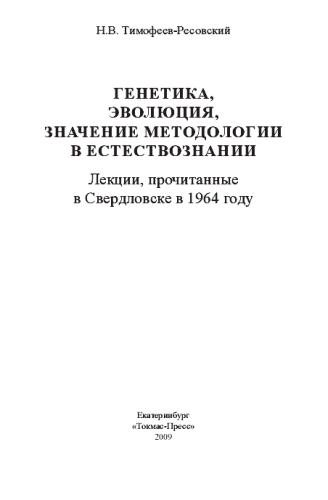 Н.В. Тимофеев-Ресовский
ГЕНЕТИКА,
ЭВОЛЮЦИЯ,
ЗНАЧЕНИЕ МЕТОДОЛОГИИ
В ЕСТЕСТВОЗНАНИИ
Лекции, прочитанные
в Свердловске в 1964 году
Екатеринбург
«Токмас-Пресс»
2009